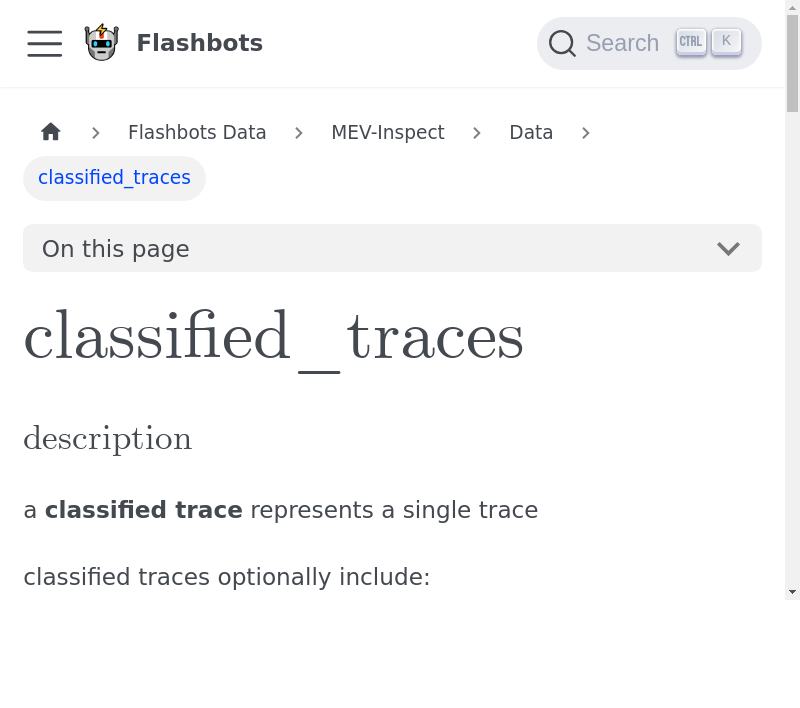 Flashbots
Search CTRL K
Flashbots Data MEV-Inspect Data
classified_traces
On this page
classified_traces
description
a classified trace represents a single trace
classified traces optionally include: